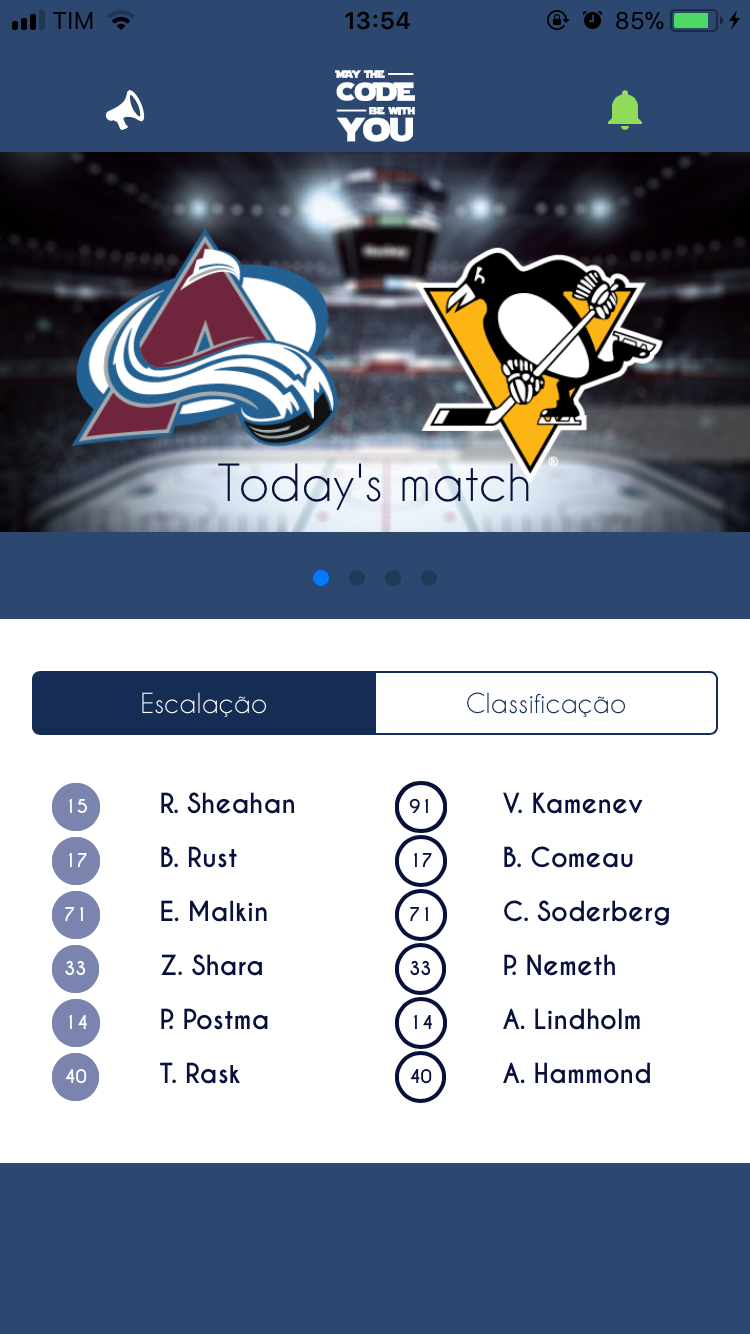 TIM 13:54 85%
MAY THE
CODE
BE WITH
YOU
Today's match
Escalação Classificação
15 R. Sheahan 91 V. Kamenev
17 B. Rust 17 B. Comeau
71 E. Malkin 71 C. Soderberg
33 Z. Shara 33 P. Nemeth
14 P. Postma 14 A. Lindholm
40 T. Rask 40 A. Hammond